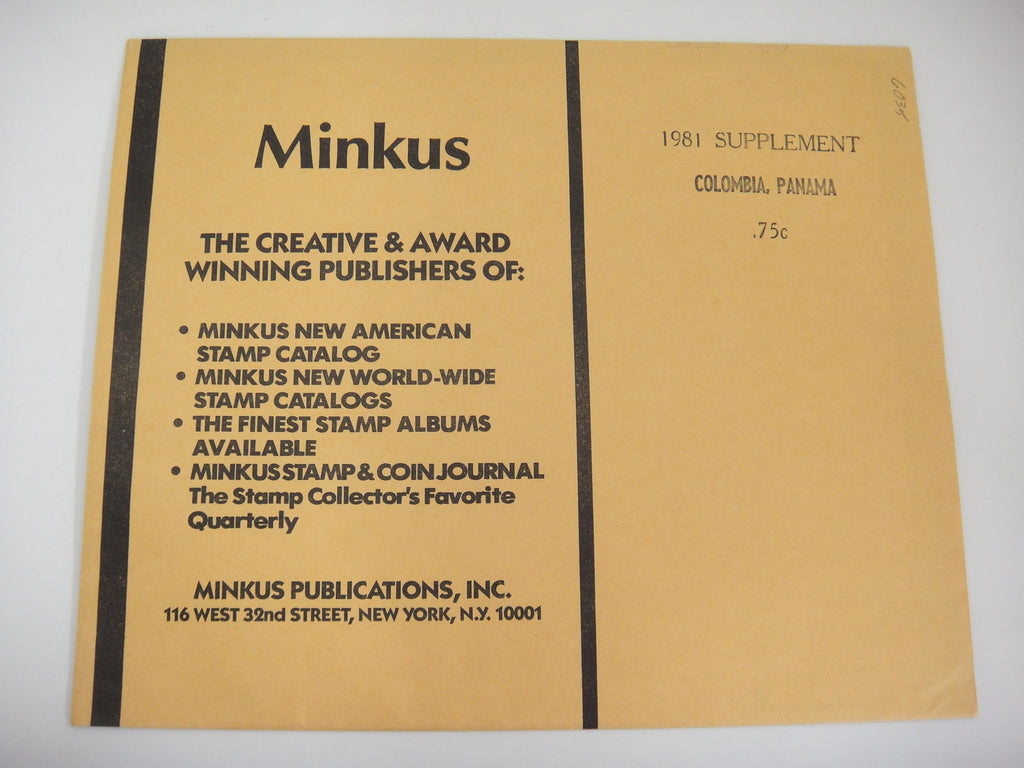 Minkus
THE CREATIVE & AWARD
WINNING PUBLISHERS OF:
• MINKUS NEW AMERICAN
STAMP CATALOG
• MINKUS NEW WORLD-WIDE
STAMP CATALOGS
• THE FINEST STAMP ALBUMS
AVAILABLE
• MINKUS STAMP & COIN JOURNAL
The Stamp Collector's Favorite
Quarterly
MINKUS PUBLICATIONS, INC.
116 WEST 32nd STREET, NEW YORK, N.Y. 10001
1981 SUPPLEMENT
COLOMBIA, PANAMA
.75c